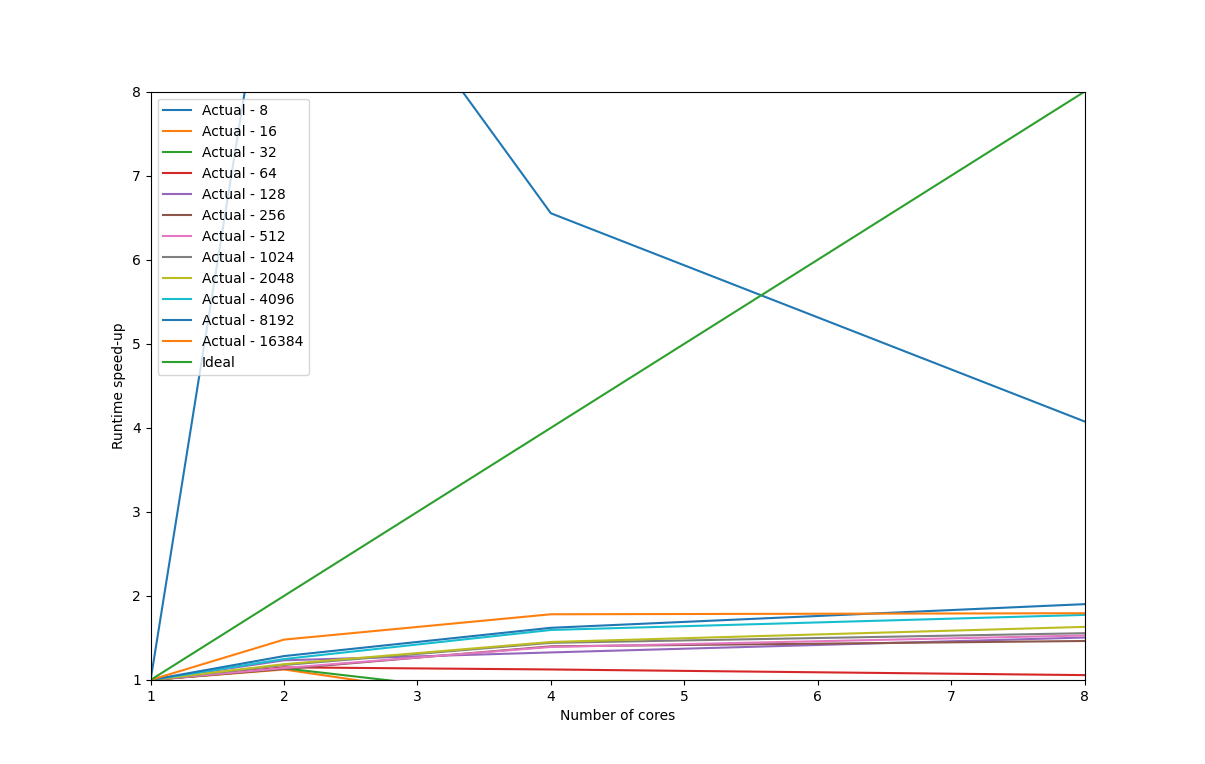 8
7
6
5
4
3
2
1
Runtime speed-up
Actual - 8
Actual - 16
Actual - 32
Actual - 64
Actual - 128
Actual - 256
Actual - 512
Actual - 1024
Actual - 2048
Actual - 4096
Actual - 8192
Actual - 16384
Ideal
1 2 3 4 5 6 7 8
Number of cores